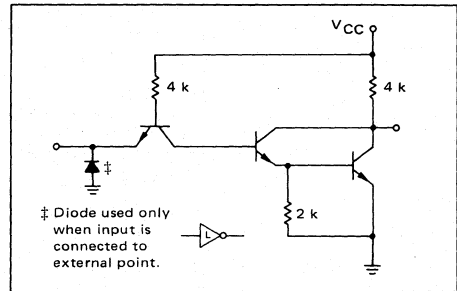 VCC
4 k
4 k
2 k
‡
‡ Diode used only
when input is
connected to
external point.
L